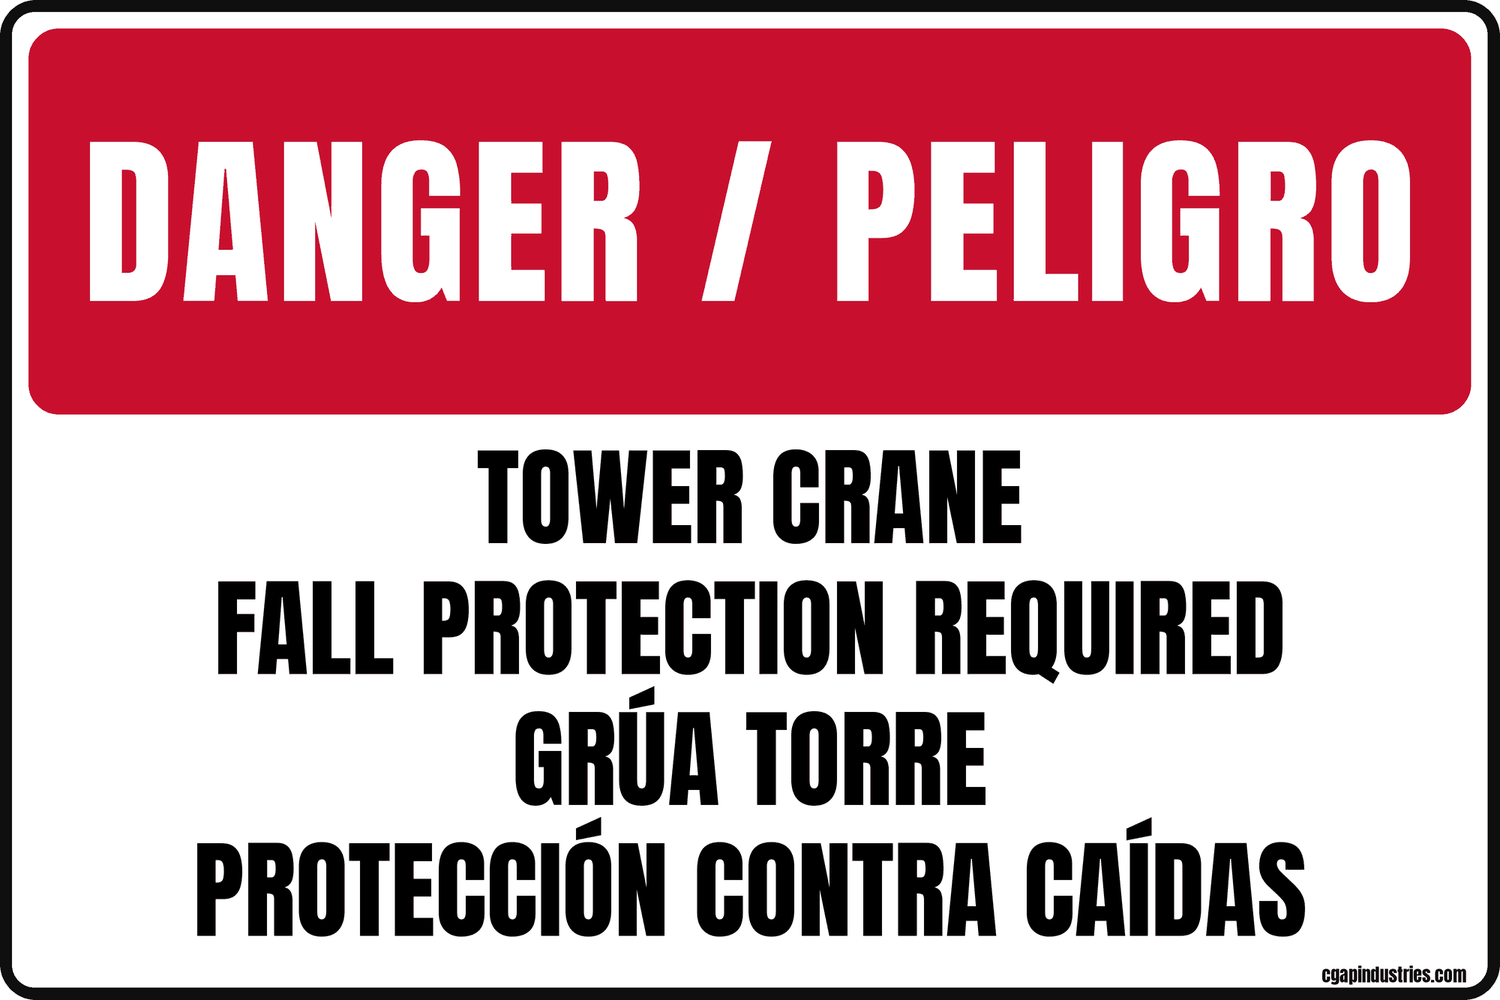 DANGER / PELIGRO
TOWER CRANE
FALL PROTECTION REQUIRED
GRÚA TORRE
PROTECCIÓN CONTRA CAÍDAS
cgapindustries.com